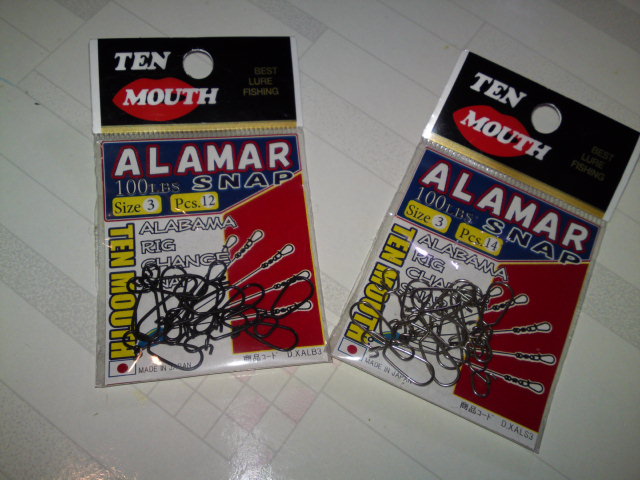 TEN
MOUTH
BEST
LURE
FISHING
ALAMAR
100LBS SNAP
Size 3 Pcs. 12
ALABAMA
RIG
CHANGE
TEN MOUTH
MADE IN JAPAN
商品コード D.XALB3
TEN
MOUTH
BEST
LURE
FISHING
ALAMAR
100LBS SNAP
Size 3 Pcs. 14
ALABAMA
RIG
TEN MOUTH
MADE IN JAPAN
商品コード D.XALS3